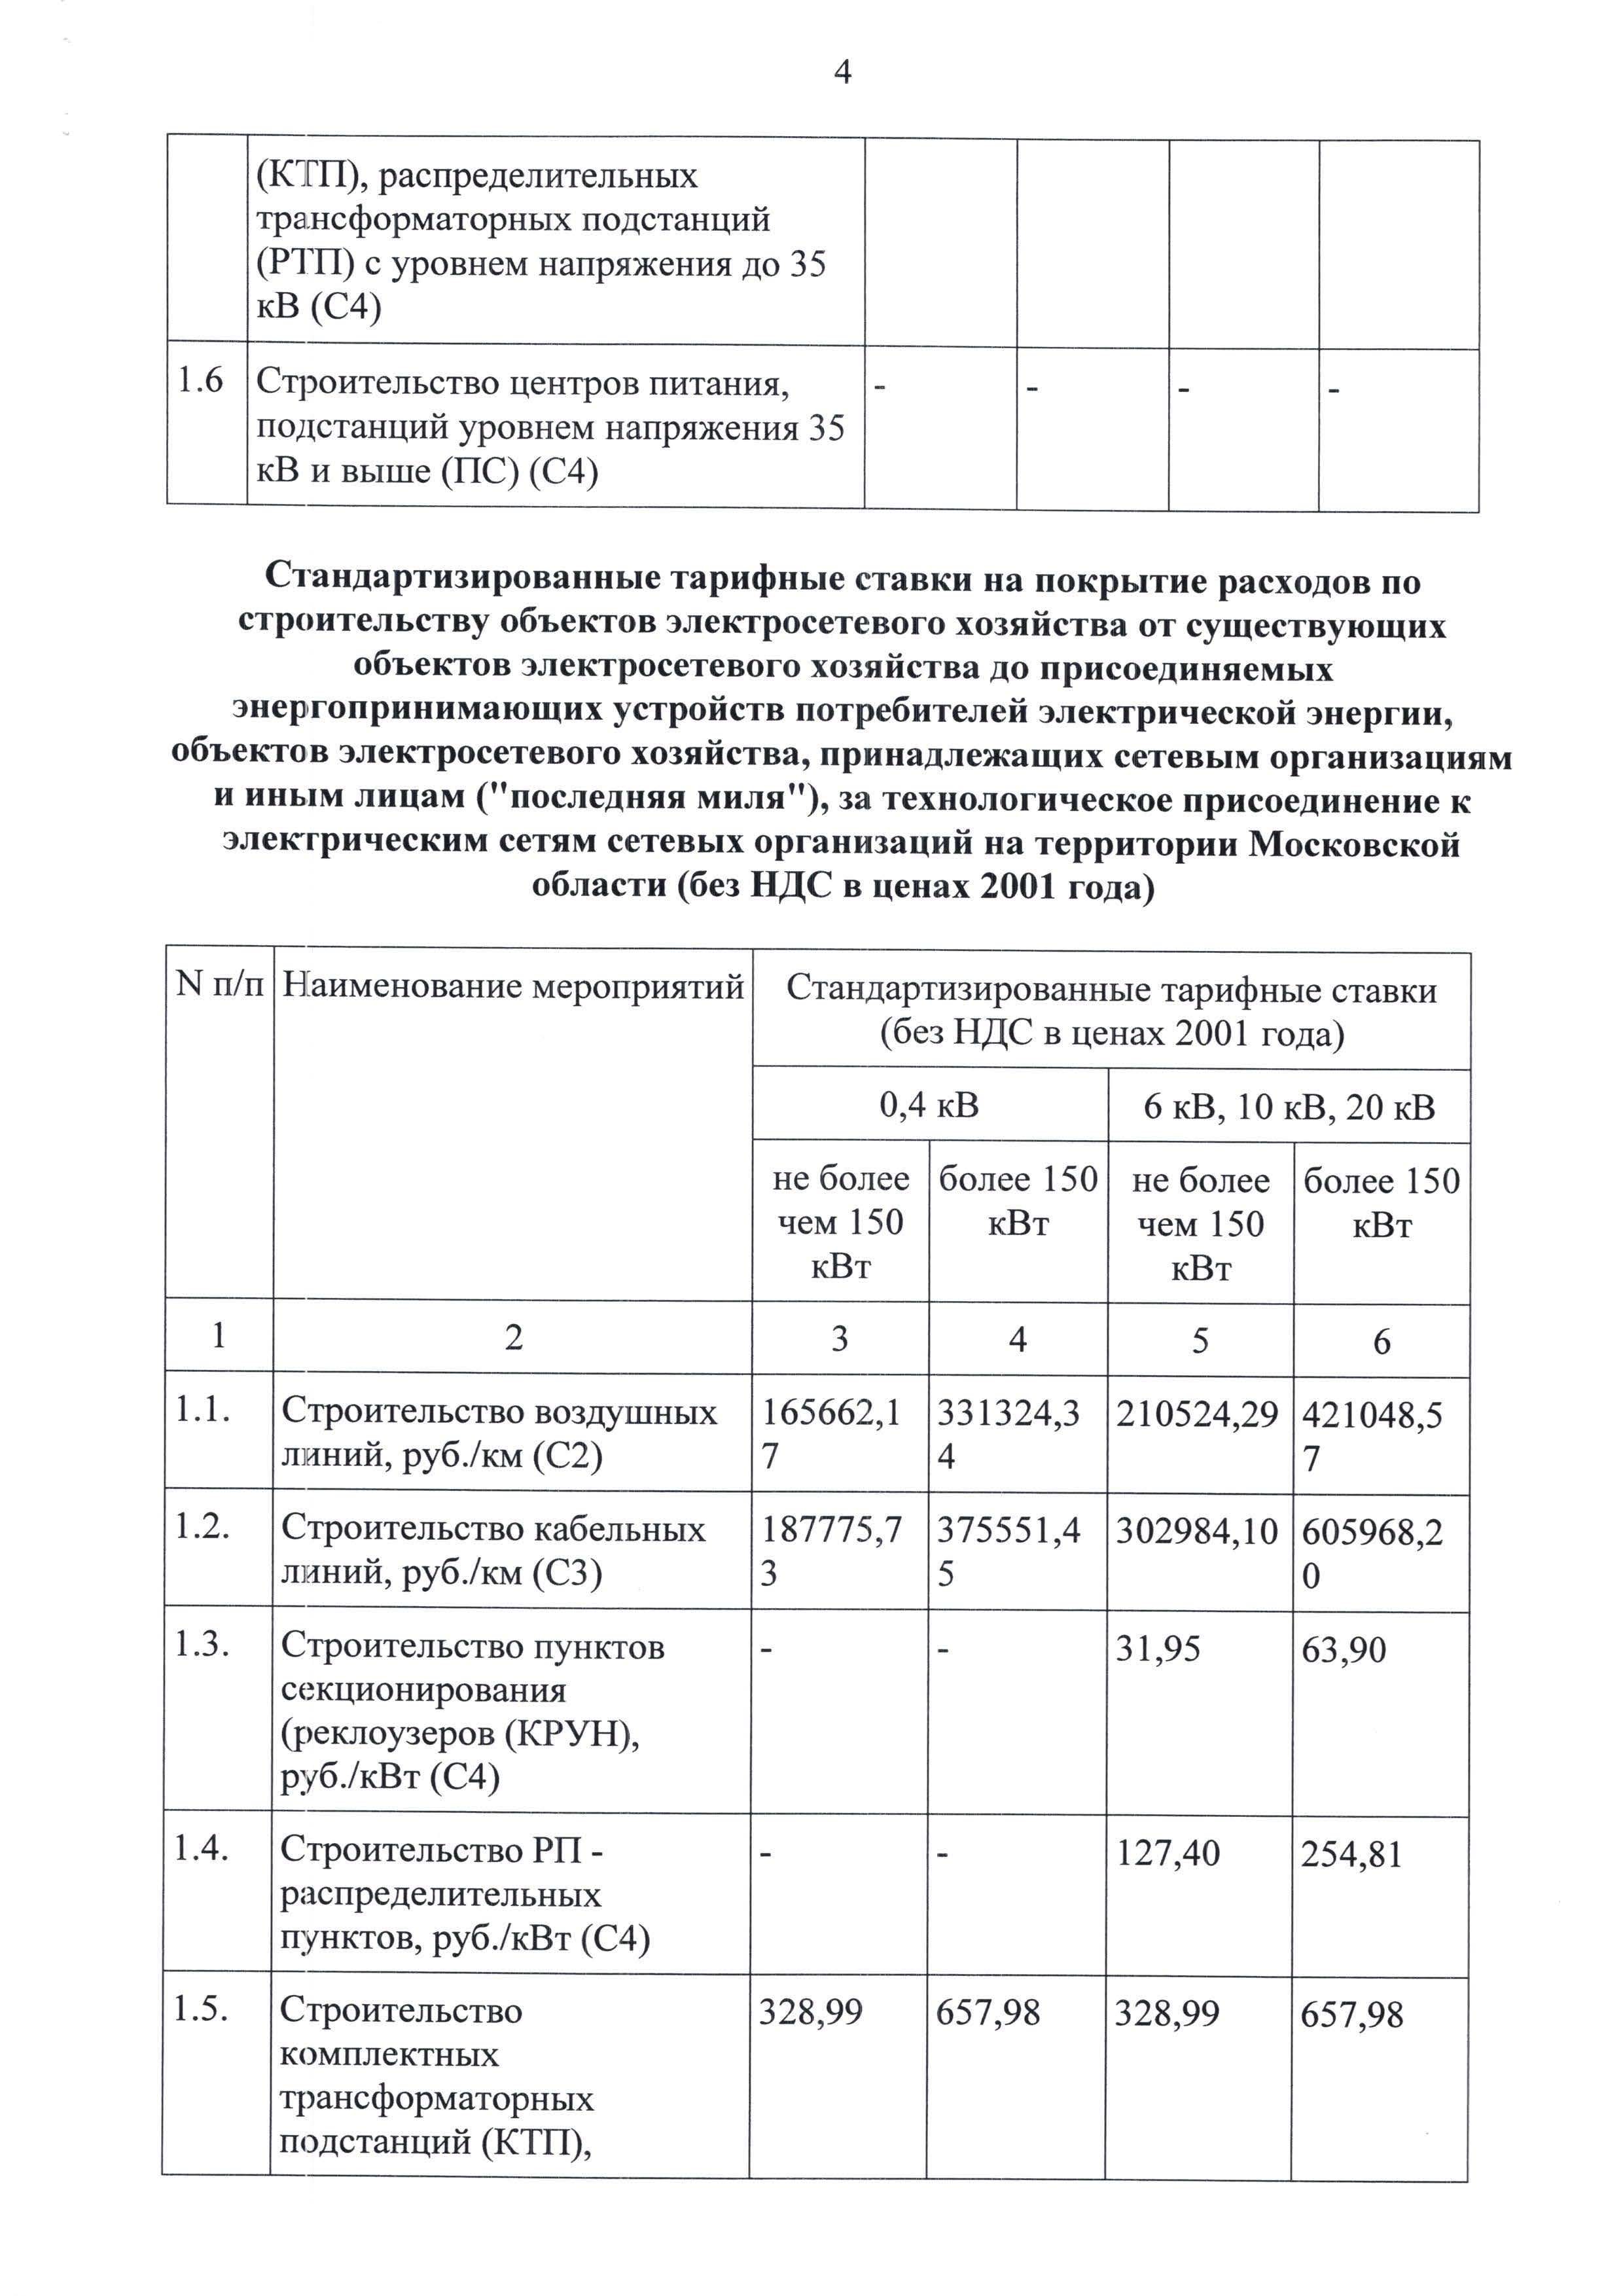 4
(КТП), распределительных
трансформаторных подстанций
(РТП) с уровнем напряжения до 35
кВ (С4)
1.6 Строительство центров питания, - - - -
подстанций уровнем напряжения 35
кВ и выше (ПС) (С4)
Стандартизированные тарифные ставки на покрытие расходов по
строительству объектов электросетевого хозяйства от существующих
объектов электросетевого хозяйства до присоединяемых
энергопринимающих устройств потребителей электрической энергии,
объектов электросетевого хозяйства, принадлежащих сетевым организациям
и иным лицам ("последняя миля"), за технологическое присоединение к
электрическим сетям сетевых организаций на территории Московской
области (без НДС в ценах 2001 года)
N п/п Наименование мероприятий Стандартизированные тарифные ставки
(без НДС в ценах 2001 года)
0,4 кВ 6 кВ, 10 кВ, 20 кВ
не более более 150 не более более 150
чем 150 кВт чем 150 кВт
кВт кВт
1 2 3 4 5 6
1.1. Строительство воздушных 165662,1 331324,3 210524,29 421048,5
линий, руб./км (С2) 7 4 7
1.2. Строительство кабельных 187775,7 375551,4 302984,10 605968,2
линий, руб./км (С3) 3 5 0
1.3. Строительство пунктов - - 31,95 63,90
секционирования
(реклоузеров (КРУН),
руб./кВт (С4)
1.4. Строительство РП - - - 127,40 254,81
распределительных
пунктов, руб./кВт (С4)
1.5. Строительство 328,99 657,98 328,99 657,98
комплектных
трансформаторных
подстанций (КТП),